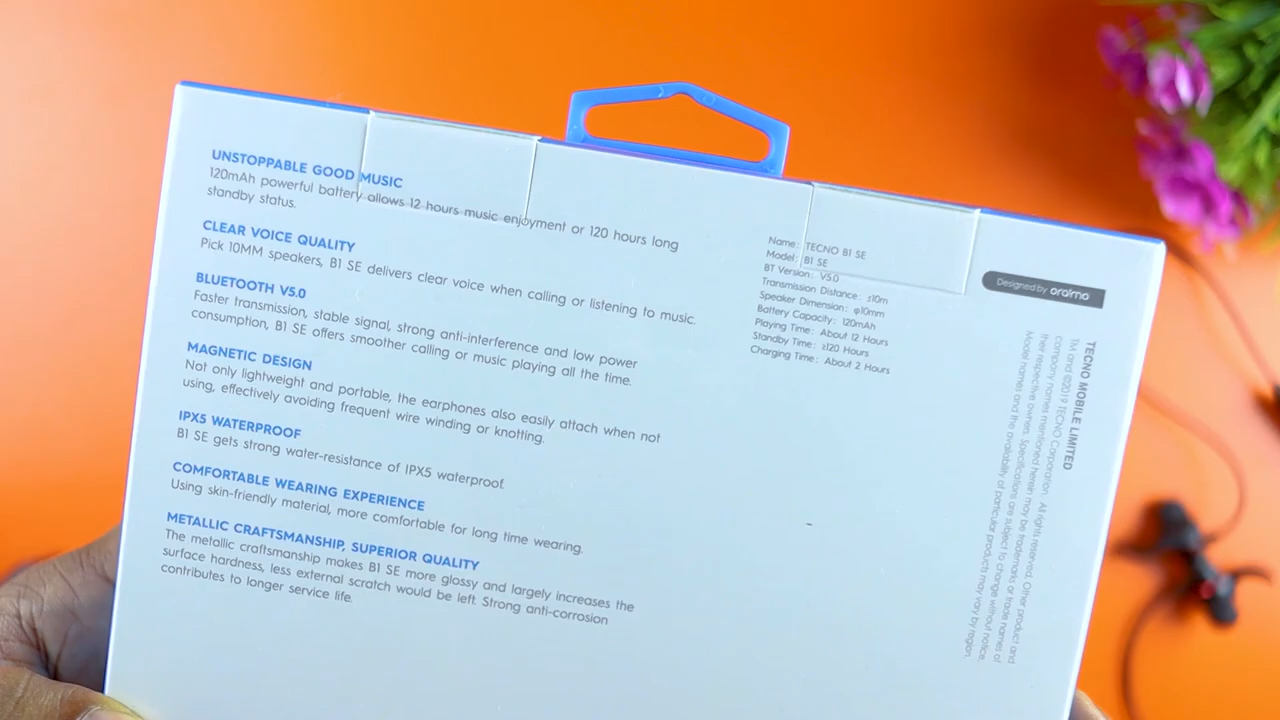 UNSTOPPABLE GOOD MUSIC
120mAh powerful battery allows 12 hours music enjoyment or 120 hours long
standby status.
CLEAR VOICE QUALITY
Pick 10MM speakers, B1 SE delivers clear voice when calling or listening to music.
BLUETOOTH V5.0
Faster transmission, stable signal, strong anti-interference and low power
consumption, B1 SE offers smoother calling or music playing all the time.
MAGNETIC DESIGN
Not only lightweight and portable, the earphones also easily attach when not
using, effectively avoiding frequent wire winding or knotting.
IPX5 WATERPROOF
B1 SE gets strong water-resistance of IPX5 waterproof.
COMFORTABLE WEARING EXPERIENCE
Using skin-friendly material, more comfortable for long time wearing.
METALLIC CRAFTSMANSHIP, SUPERIOR QUALITY
The metallic craftsmanship makes B1 SE more glossy and largely increases the
surface hardness, less external scratch would be left. Strong anti-corrosion
contributes to longer service life.
Name: TECNO B1 SE
Model: B1 SE
BT Version: V5.0
Transmission Distance: ≥10m
Speaker Dimension: φ10mm
Battery Capacity: 120mAh
Playing Time: About 12 Hours
Standby Time: ≥120 Hours
Charging Time: About 2 Hours
Designed by oraimo
TECNO MOBILE LIMITED
TM and ©2019 TECNO Corporation. All rights reserved. Other product and
company names mentioned herein may be trademarks or trade names of
their respective owners. Specifications are subject to change without notice.
Model names and the availability of particular products may vary by region.